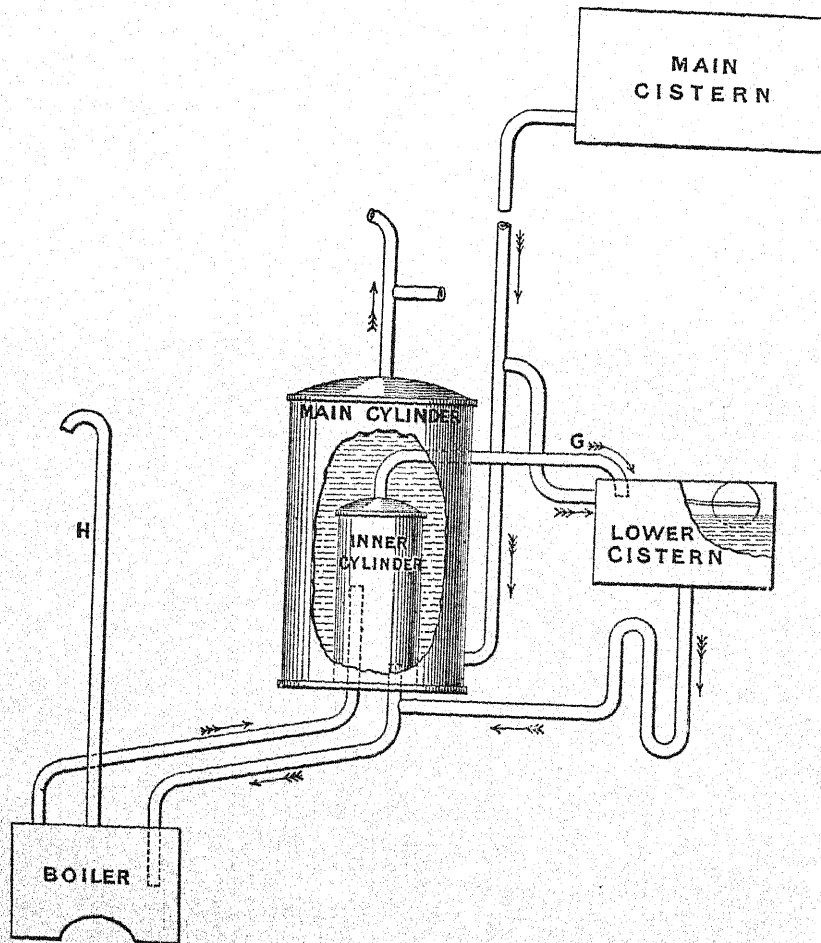 MAIN
CISTERN
MAIN CYLINDER
G
H
INNER
CYLINDER
LOWER
CISTERN
BOILER